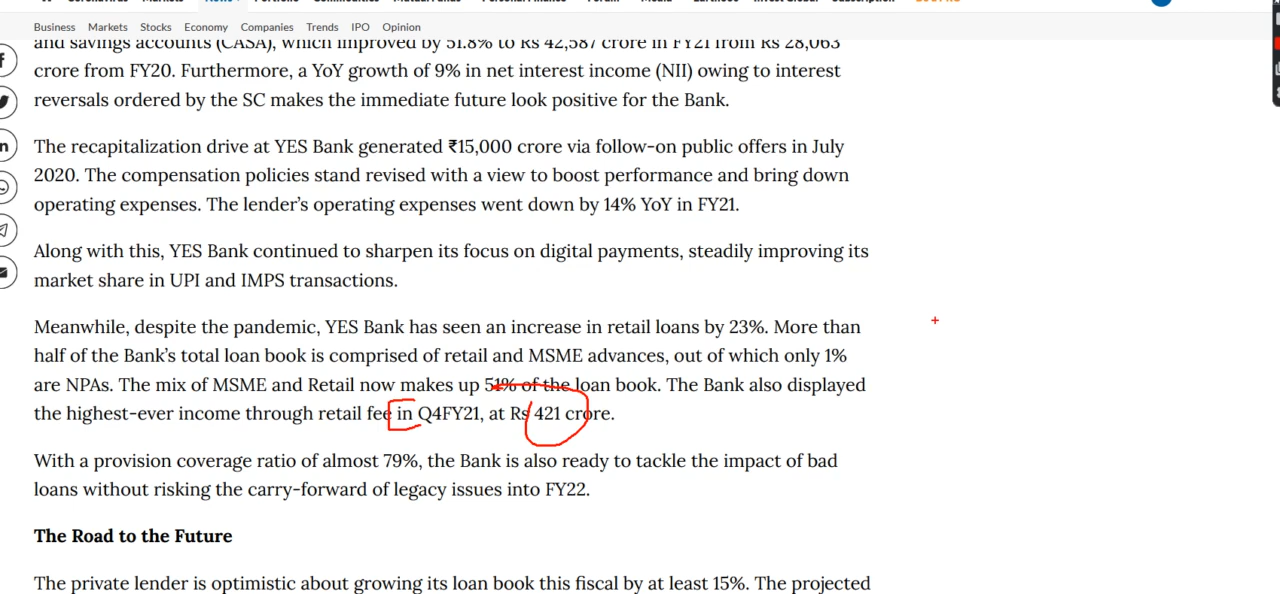 Business Markets Stocks Economy Companies Trends IPO Opinion
and savings accounts (CASA), which improved by 51.8% to Rs 42,587 crore in FY21 from Rs 28,063
crore from FY20. Furthermore, a YoY growth of 9% in net interest income (NII) owing to interest
reversals ordered by the SC makes the immediate future look positive for the Bank.
The recapitalization drive at YES Bank generated ₹15,000 crore via follow-on public offers in July
2020. The compensation policies stand revised with a view to boost performance and bring down
operating expenses. The lender’s operating expenses went down by 14% YoY in FY21.
Along with this, YES Bank continued to sharpen its focus on digital payments, steadily improving its
market share in UPI and IMPS transactions.
Meanwhile, despite the pandemic, YES Bank has seen an increase in retail loans by 23%. More than
half of the Bank’s total loan book is comprised of retail and MSME advances, out of which only 1%
are NPAs. The mix of MSME and Retail now makes up 51% of the loan book. The Bank also displayed
the highest-ever income through retail fee in Q4FY21, at Rs 421 crore.
With a provision coverage ratio of almost 79%, the Bank is also ready to tackle the impact of bad
loans without risking the carry-forward of legacy issues into FY22.
The Road to the Future
The private lender is optimistic about growing its loan book this fiscal by at least 15%. The projected